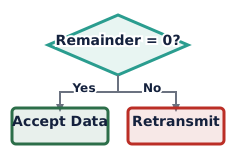 Remainder = 0?
Yes No
Accept Data Retransmit